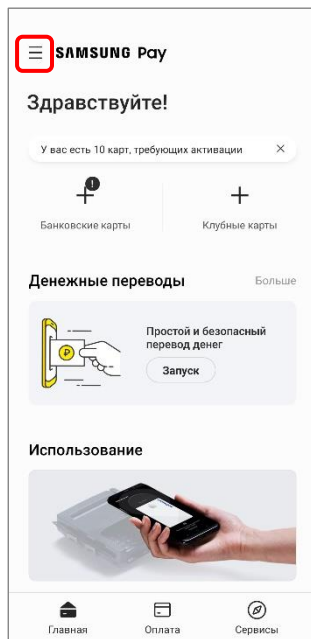 SAMSUNG Pay
Здравствуйте!
У вас есть 10 карт, требующих активации
Банковские карты
Клубные карты
Денежные переводы
Больше
Простой и безопасный
перевод денег
Запуск
Использование
Главная
Оплата
Сервисы